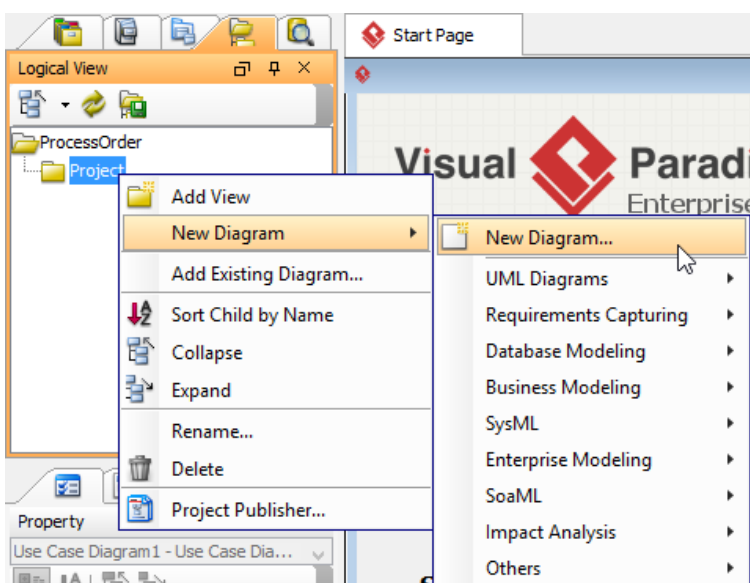 Start Page
Logical View
ProcessOrder
Project
Visual Paradi
Enterprise
Add View
New Diagram
Add Existing Diagram...
Sort Child by Name
Collapse
Expand
Rename...
Delete
Project Publisher...
New Diagram...
UML Diagrams
Requirements Capturing
Database Modeling
Business Modeling
SysML
Enterprise Modeling
SoaML
Impact Analysis
Others
Property
Use Case Diagram1 - Use Case Dia...